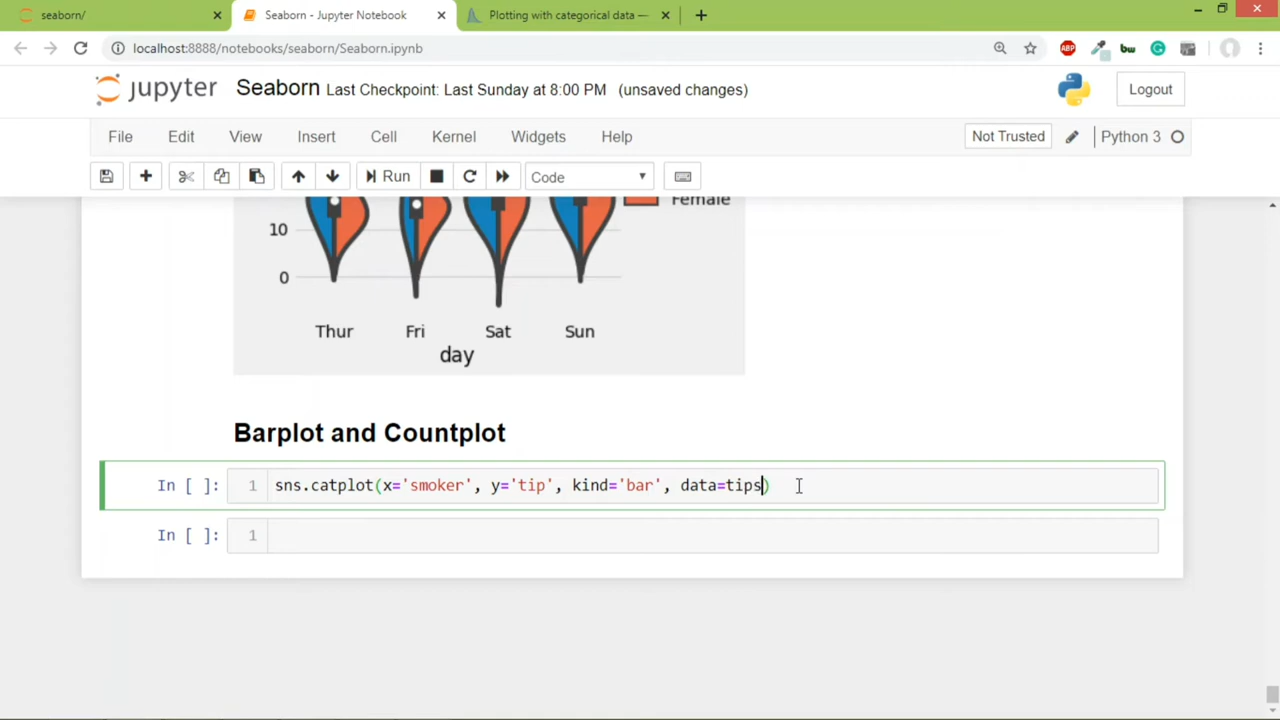 seaborn/
Seaborn - Jupyter Notebook
Plotting with categorical data —
localhost:8888/notebooks/seaborn/Seaborn.ipynb
ABP
bw
jupyter Seaborn Last Checkpoint: Last Sunday at 8:00 PM (unsaved changes)
Logout
File Edit View Insert Cell Kernel Widgets Help
Not Trusted
Python 3
Run
Code
Female
10
0
Thur Fri Sat Sun
day
Barplot and Countplot
In [ ]: 1 sns.catplot(x='smoker', y='tip', kind='bar', data=tips)
In [ ]: 1